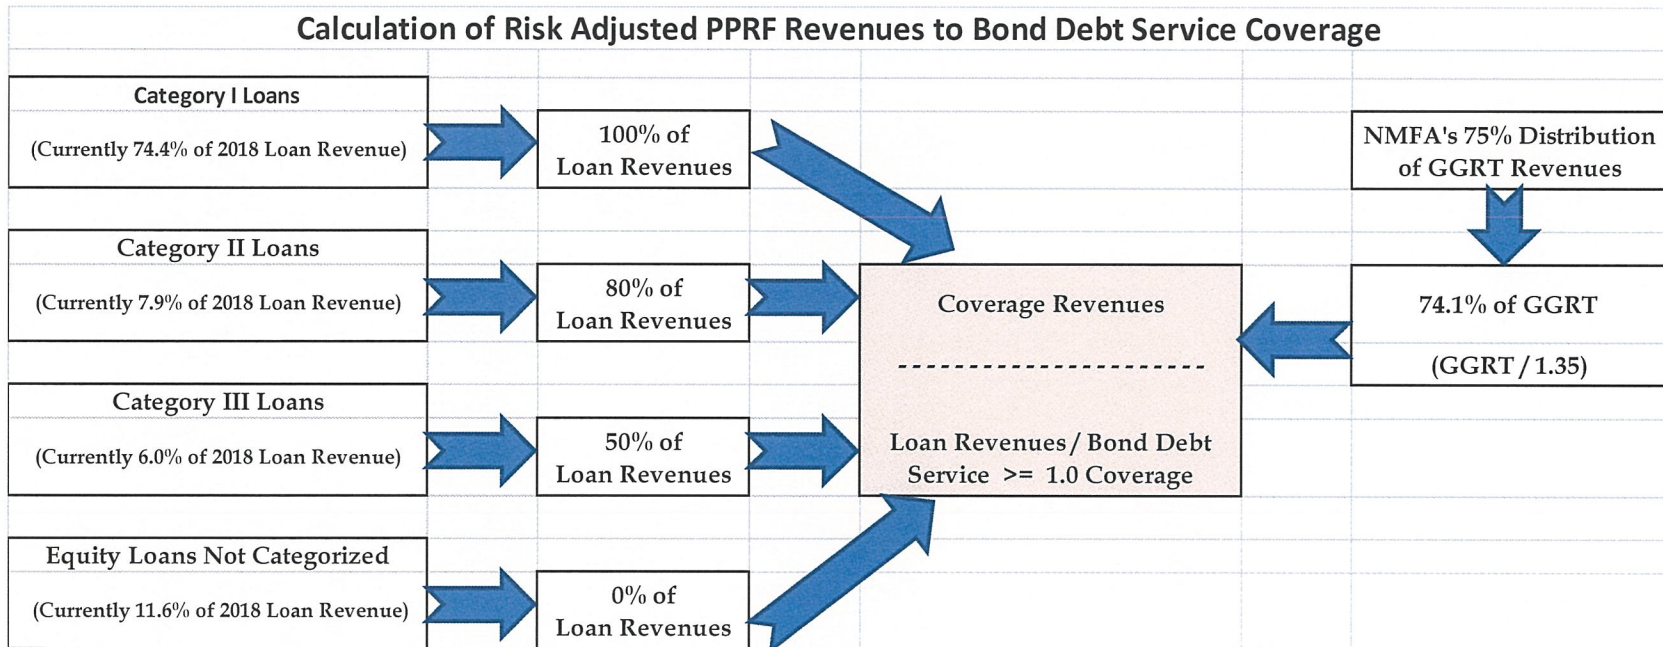 Calculation of Risk Adjusted PPRF Revenues to Bond Debt Service Coverage
Category I Loans
(Currently 74.4% of 2018 Loan Revenue)
100% of
Loan Revenues
NMFA's 75% Distribution
of GGRT Revenues
Category II Loans
(Currently 7.9% of 2018 Loan Revenue)
80% of
Loan Revenues
Coverage Revenues
----------------------
Loan Revenues / Bond Debt
Service >= 1.0 Coverage
74.1% of GGRT
(GGRT / 1.35)
Category III Loans
(Currently 6.0% of 2018 Loan Revenue)
50% of
Loan Revenues
Equity Loans Not Categorized
(Currently 11.6% of 2018 Loan Revenue)
0% of
Loan Revenues